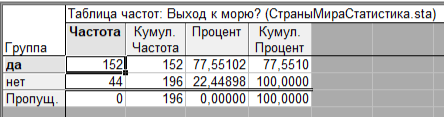 Таблица частот: Выход к морю? (СтраныМираСтатистика.sta)
Группа Частота Кумул. Частота Процент Кумул. Процент
да 152 152 77,55102 77,5510
нет 44 196 22,44898 100,0000
Пропущ. 0 196 0,00000 100,0000